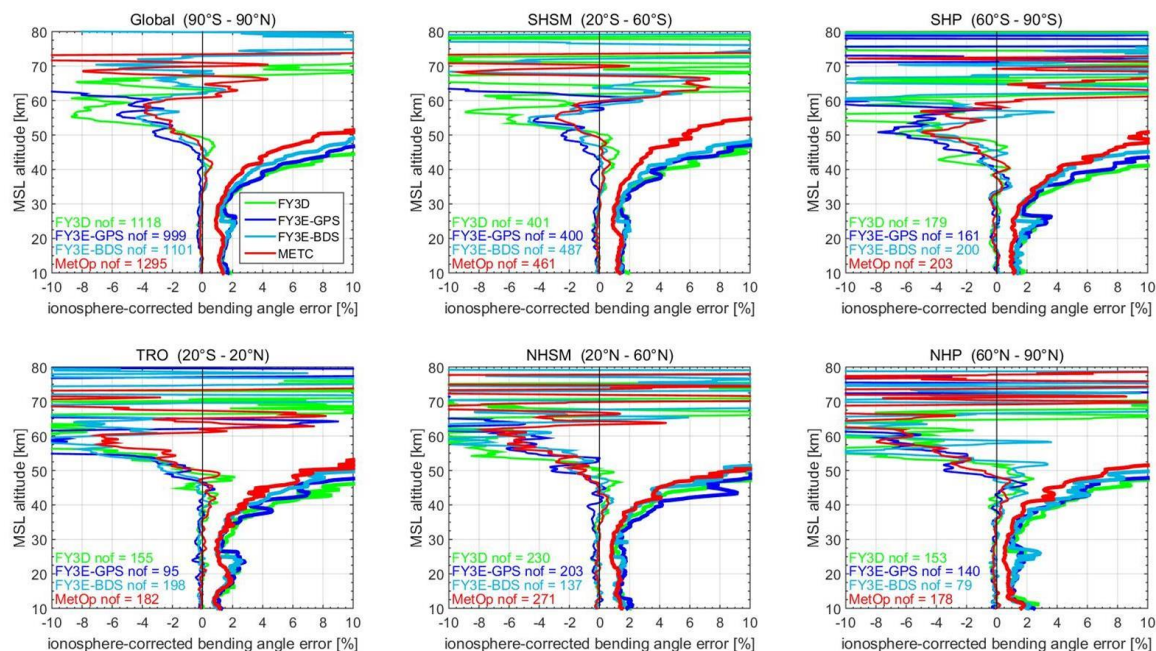 Global (90°S - 90°N)
80
70
60
50
40
30
20
10
MSL altitude [km]
FY3D nof = 1118
FY3E-GPS nof = 999
FY3E-BDS nof = 1101
MetOp nof = 1295
FY3D
FY3E-GPS
FY3E-BDS
METC
-10 -8 -6 -4 -2 0 2 4 6 8 10
ionosphere-corrected bending angle error [%]
SHSM (20°S - 60°S)
80
70
60
50
40
30
20
10
MSL altitude [km]
FY3D nof = 401
FY3E-GPS nof = 400
FY3E-BDS nof = 487
MetOp nof = 461
-10 -8 -6 -4 -2 0 2 4 6 8 10
ionosphere-corrected bending angle error [%]
SHP (60°S - 90°S)
80
70
60
50
40
30
20
10
MSL altitude [km]
FY3D nof = 179
FY3E-GPS nof = 161
FY3E-BDS nof = 200
MetOp nof = 203
-10 -8 -6 -4 -2 0 2 4 6 8 10
ionosphere-corrected bending angle error [%]
TRO (20°S - 20°N)
80
70
60
50
40
30
20
10
MSL altitude [km]
FY3D nof = 155
FY3E-GPS nof = 95
FY3E-BDS nof = 198
MetOp nof = 182
-10 -8 -6 -4 -2 0 2 4 6 8 10
ionosphere-corrected bending angle error [%]
NHSM (20°N - 60°N)
80
70
60
50
40
30
20
10
MSL altitude [km]
FY3D nof = 230
FY3E-GPS nof = 203
FY3E-BDS nof = 137
MetOp nof = 271
-10 -8 -6 -4 -2 0 2 4 6 8 10
ionosphere-corrected bending angle error [%]
NHP (60°N - 90°N)
80
70
60
50
40
30
20
10
MSL altitude [km]
FY3D nof = 153
FY3E-GPS nof = 140
FY3E-BDS nof = 79
MetOp nof = 178
-10 -8 -6 -4 -2 0 2 4 6 8 10
ionosphere-corrected bending angle error [%]